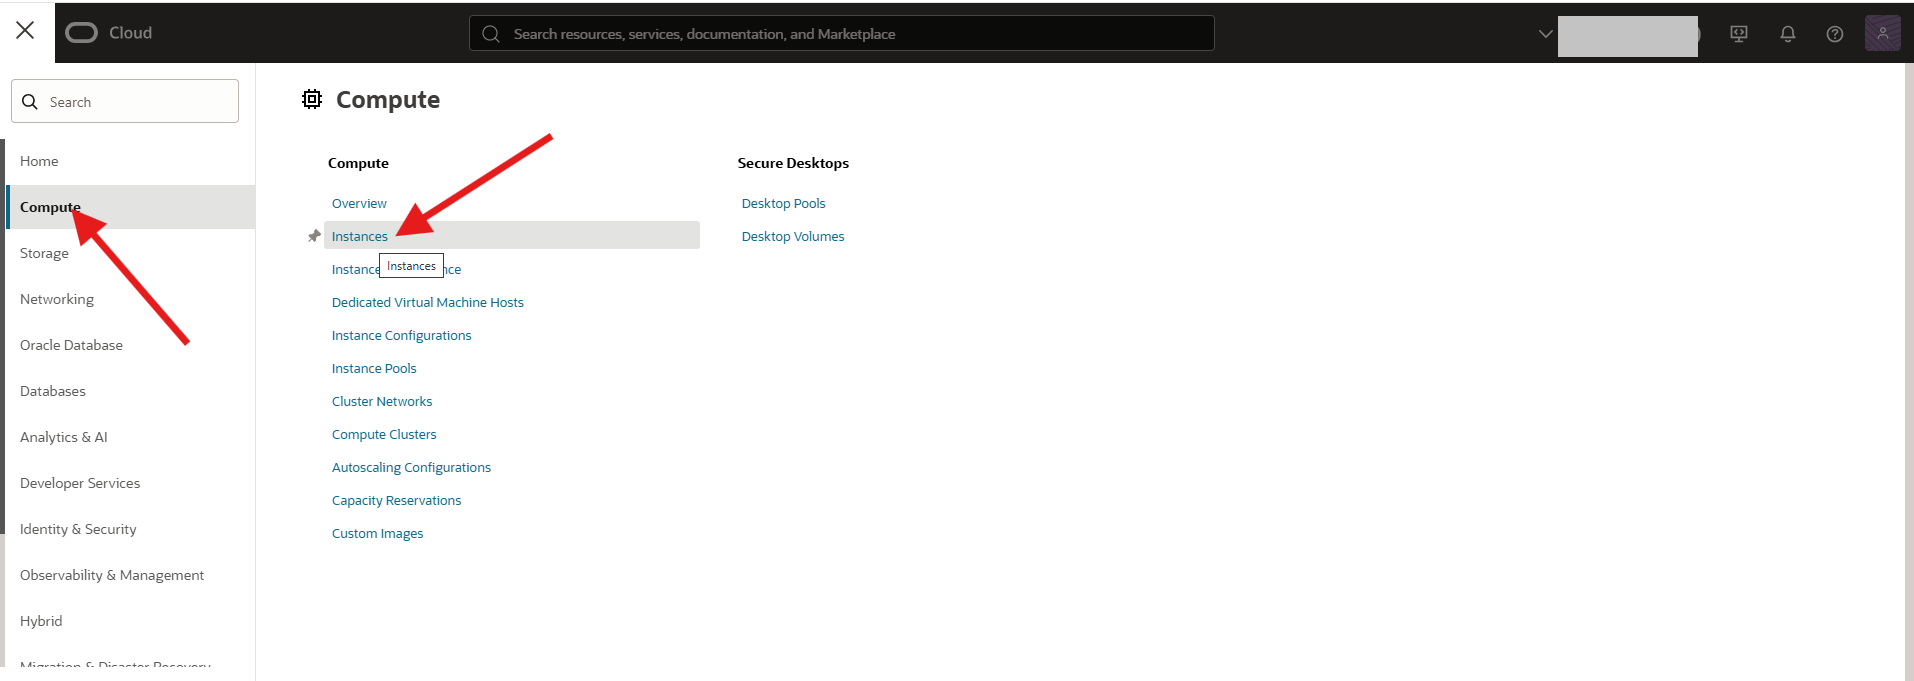 Cloud
Search resources, services, documentation, and Marketplace
Search
Home
Compute
Storage
Networking
Oracle Database
Databases
Analytics & AI
Developer Services
Identity & Security
Observability & Management
Hybrid
Migration & Disaster Recovery
Compute
Compute
Overview
Instances
Instances
Instance
Dedicated Virtual Machine Hosts
Instance Configurations
Instance Pools
Cluster Networks
Compute Clusters
Autoscaling Configurations
Capacity Reservations
Custom Images
Secure Desktops
Desktop Pools
Desktop Volumes